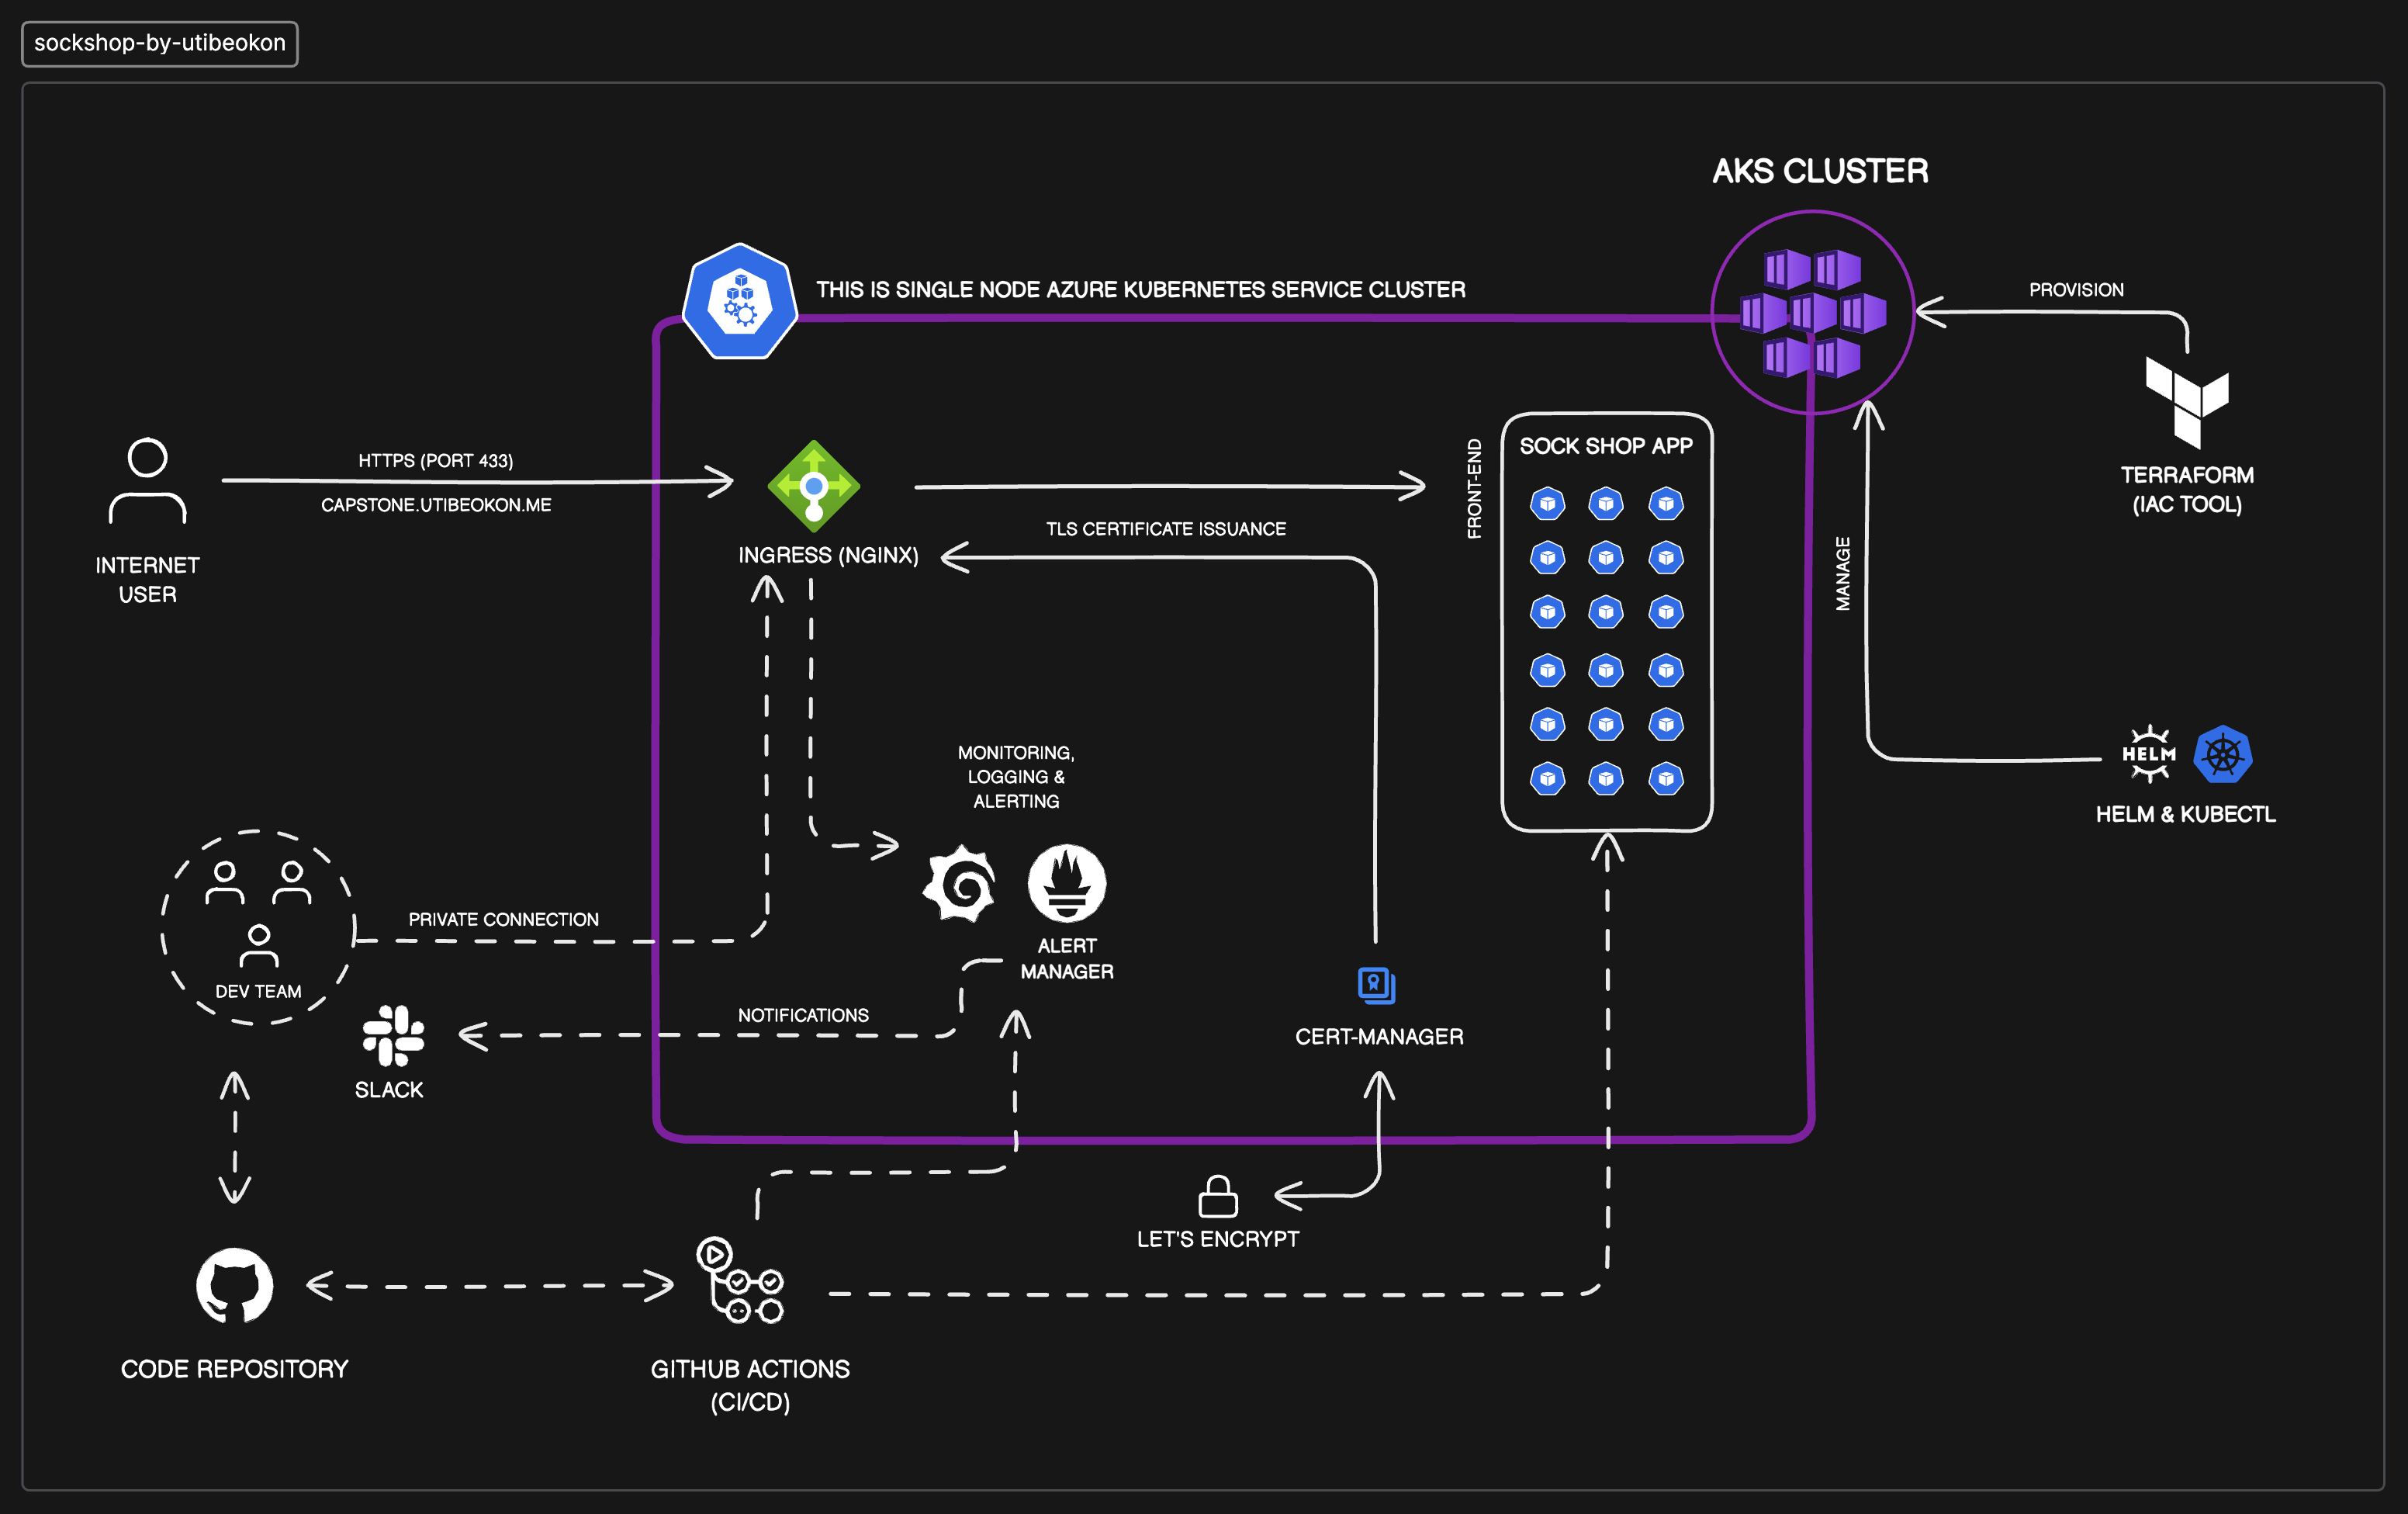 sockshop-by-utibeokon
AKS CLUSTER
THIS IS SINGLE NODE AZURE KUBERNETES SERVICE CLUSTER
PROVISION
HTTPS (PORT 433)
CAPSTONE.UTIBEOKON.ME
INTERNET
USER
INGRESS (NGINX)
TLS CERTIFICATE ISSUANCE
FRONT-END
SOCK SHOP APP
TERRAFORM
(IAC TOOL)
MANAGE
HELM
HELM & KUBECTL
MONITORING,
LOGGING &
ALERTING
ALERT
MANAGER
PRIVATE CONNECTION
DEV TEAM
NOTIFICATIONS
SLACK
CERT-MANAGER
LET'S ENCRYPT
CODE REPOSITORY
GITHUB ACTIONS
(CI/CD)